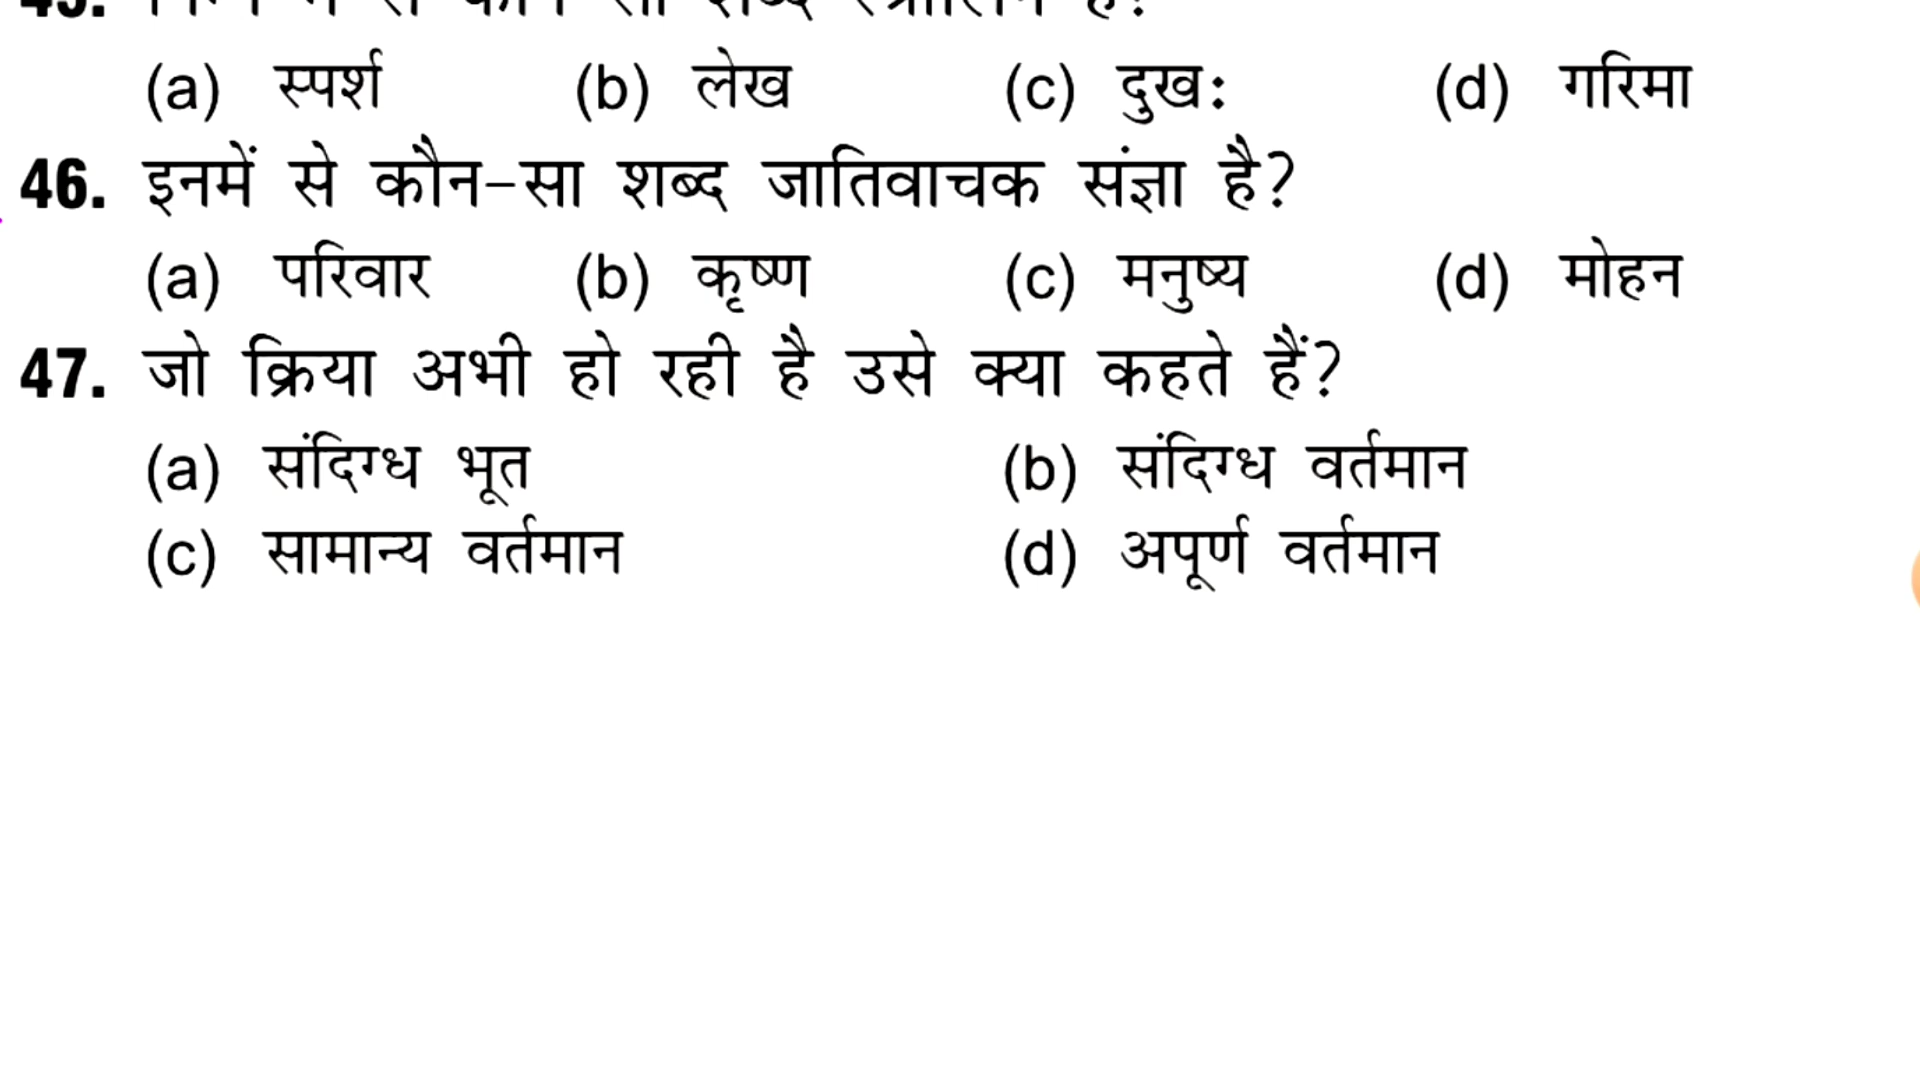 (a) स्पर्श (b) लेख (c) दुखः (d) गरिमा
46. इनमें से कौन-सा शब्द जातिवाचक संज्ञा है?
(a) परिवार (b) कृष्ण (c) मनुष्य (d) मोहन
47. जो क्रिया अभी हो रही है उसे क्या कहते हैं?
(a) संदिग्ध भूत (b) संदिग्ध वर्तमान
(c) सामान्य वर्तमान (d) अपूर्ण वर्तमान